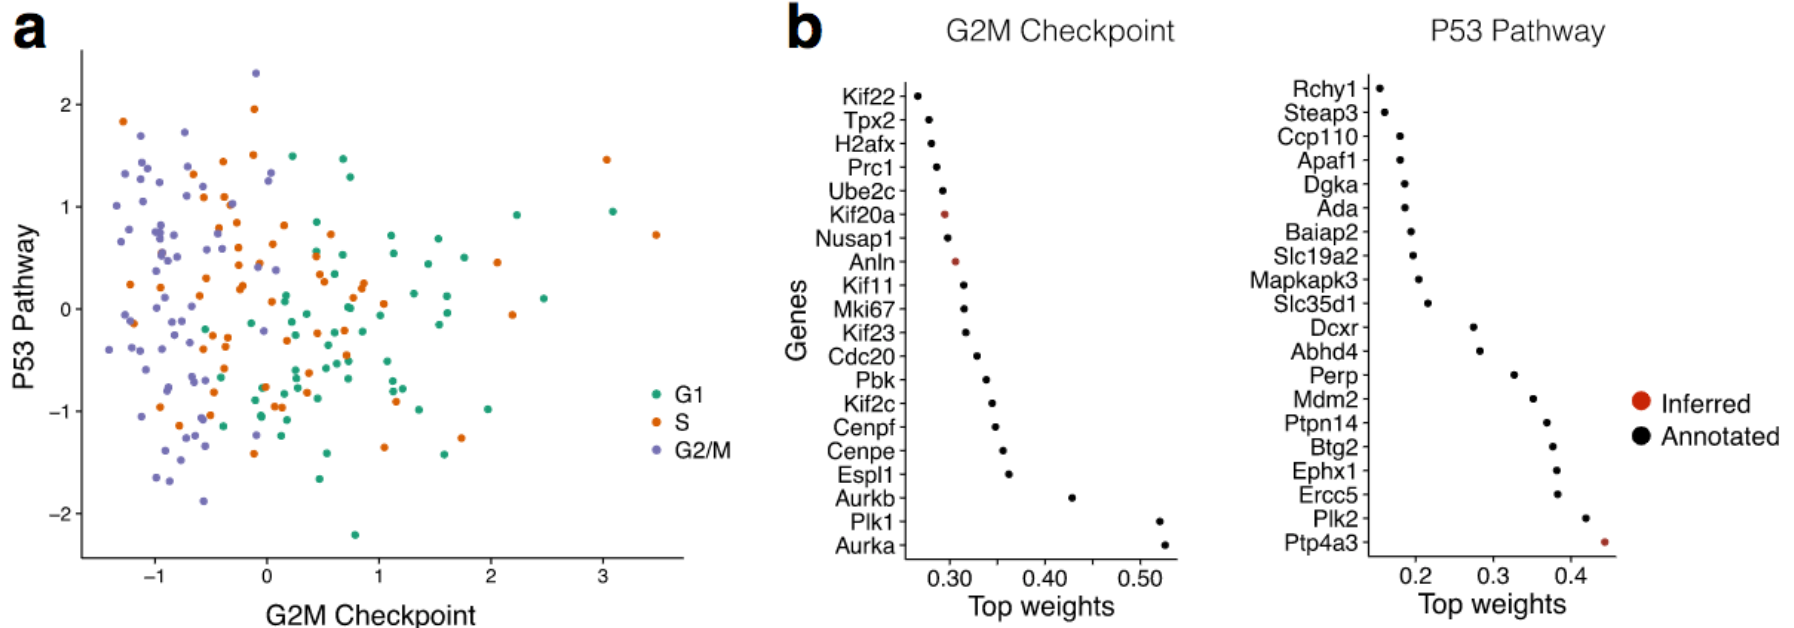 a
P53 Pathway
2
1
0
−1
−2
−1
0
1
2
3
G2M Checkpoint
G1
S
G2/M
b
G2M Checkpoint
Genes
Kif22
Tpx2
H2afx
Prc1
Ube2c
Kif20a
Nusap1
Anln
Kif11
Mki67
Kif23
Cdc20
Pbk
Kif2c
Cenpf
Cenpe
Espl1
Aurkb
Plk1
Aurka
0.30
0.40
0.50
Top weights
P53 Pathway
Rchy1
Steap3
Ccp110
Apaf1
Dgka
Ada
Baiap2
Slc19a2
Mapkapk3
Slc35d1
Dcxr
Abhd4
Perp
Mdm2
Ptpn14
Btg2
Ephx1
Ercc5
Plk2
Ptp4a3
0.2
0.3
0.4
Top weights
Inferred
Annotated